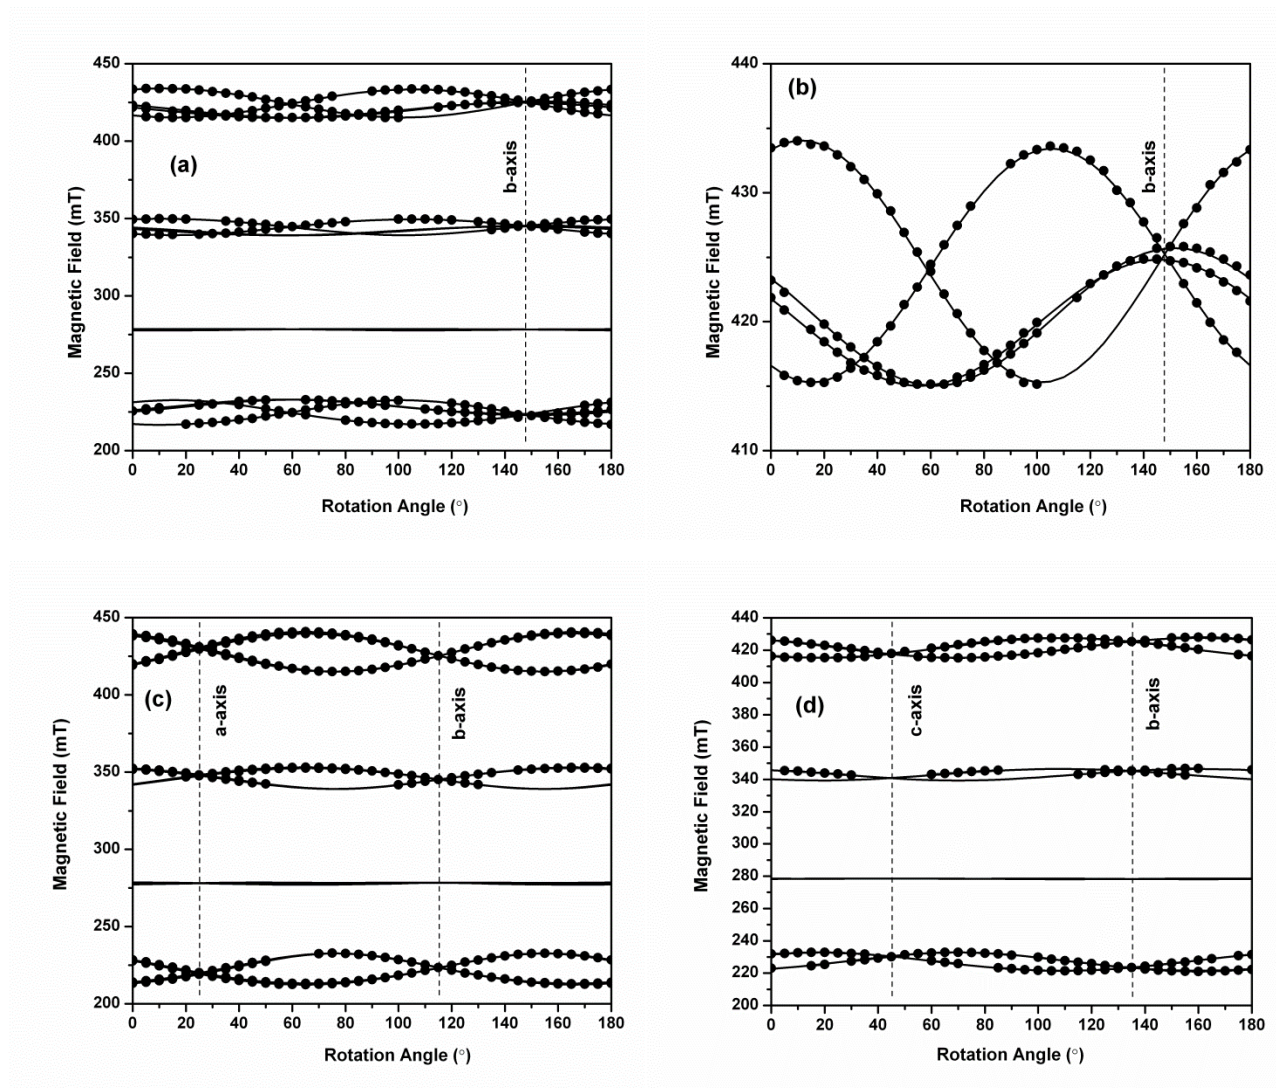 450
400
350
300
250
200
Magnetic Field (mT)
(a)
b-axis
0 20 40 60 80 100 120 140 160 180
Rotation Angle (°)
440
430
420
410
Magnetic Field (mT)
(b)
b-axis
0 20 40 60 80 100 120 140 160 180
Rotation Angle (°)
450
400
350
300
250
200
Magnetic Field (mT)
(c)
a-axis
b-axis
0 20 40 60 80 100 120 140 160 180
Rotation Angle (°)
440
420
400
380
360
340
320
300
280
260
240
220
200
Magnetic Field (mT)
(d)
c-axis
b-axis
0 20 40 60 80 100 120 140 160 180
Rotation Angle (°)